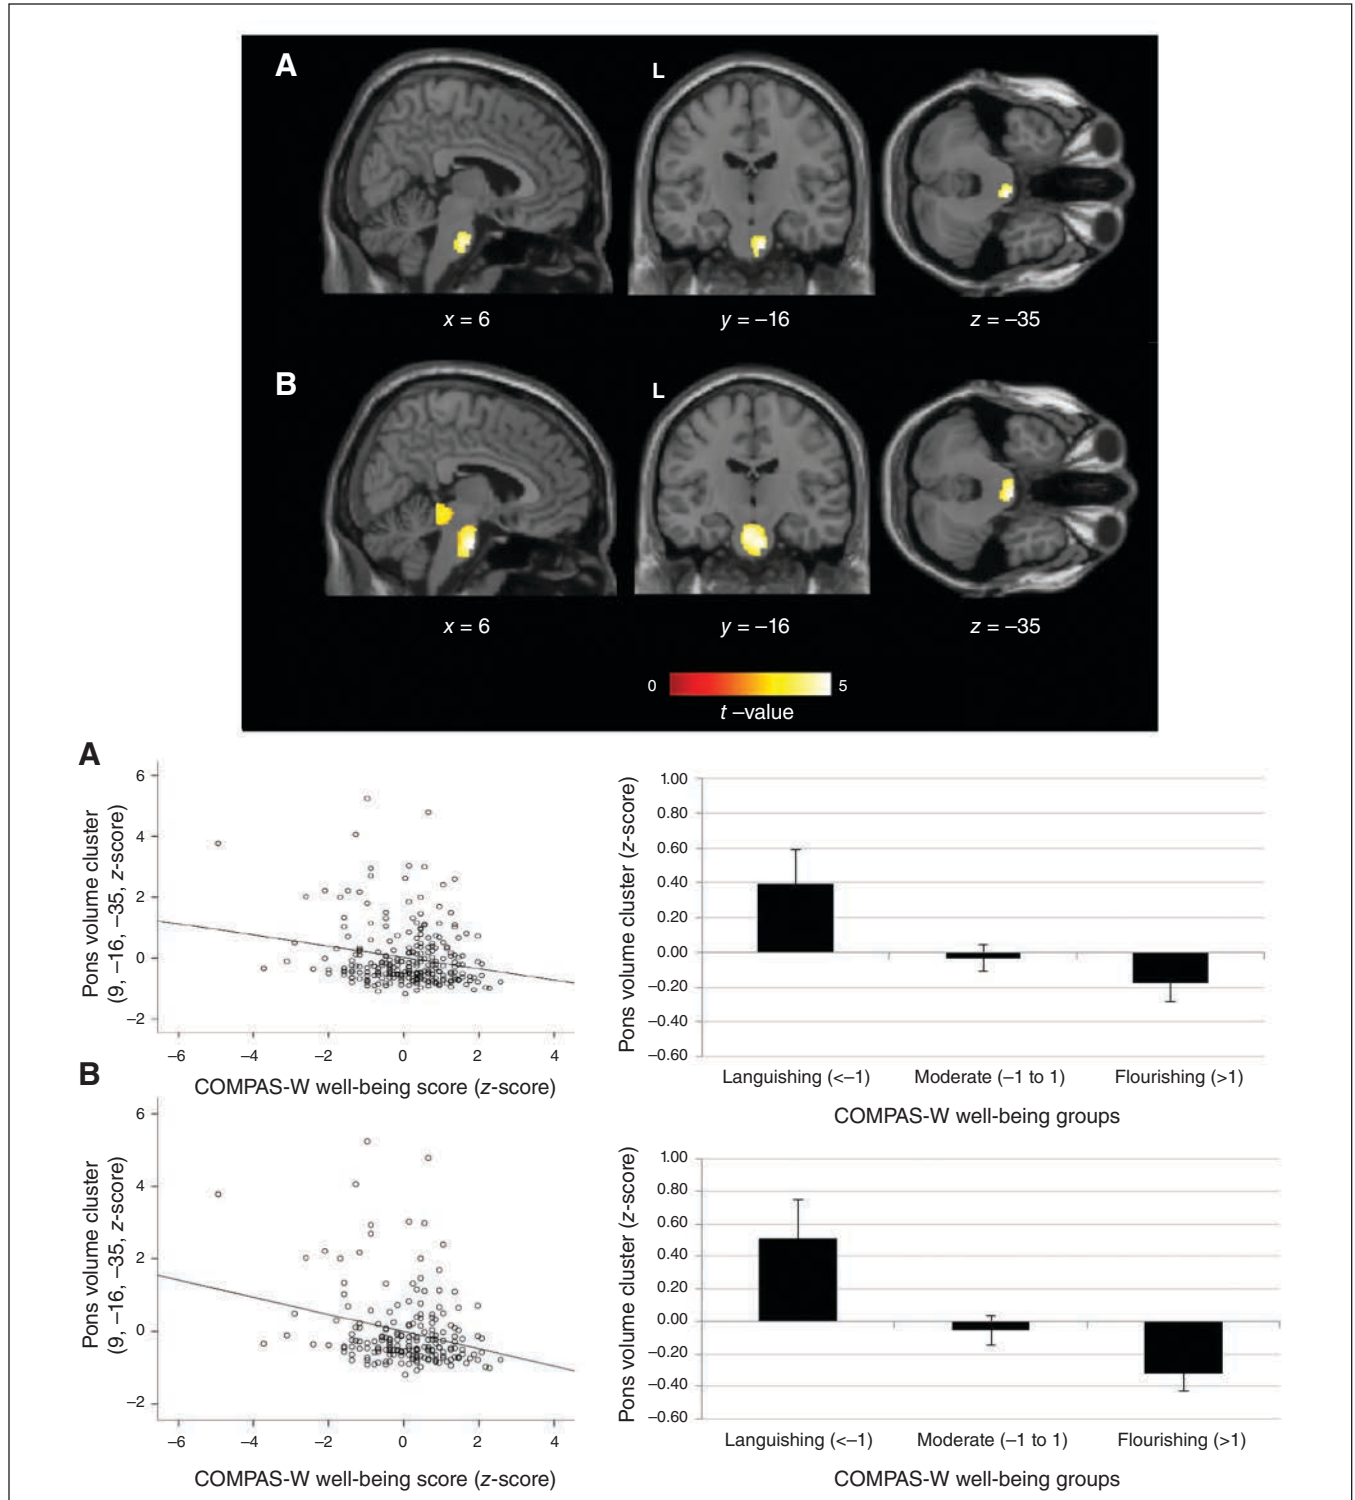 A
L
x = 6
y = –16
z = –35
B
L
x = 6
y = –16
z = –35
0
5
t –value
A
Pons volume cluster
(9, –16, –35, z-score)
6
4
2
0
–2
–6
–4
–2
0
2
4
COMPAS-W well-being score (z-score)
Pons volume cluster (z-score)
1.00
0.80
0.60
0.40
0.20
0.00
–0.20
–0.40
–0.60
Languishing (<–1)
Moderate (–1 to 1)
Flourishing (>1)
COMPAS-W well-being groups
B
Pons volume cluster
(9, –16, –35, z-score)
6
4
2
0
–2
–6
–4
–2
0
2
4
COMPAS-W well-being score (z-score)
Pons volume cluster (z-score)
1.00
0.80
0.60
0.40
0.20
0.00
–0.20
–0.40
–0.60
Languishing (<–1)
Moderate (–1 to 1)
Flourishing (>1)
COMPAS-W well-being groups